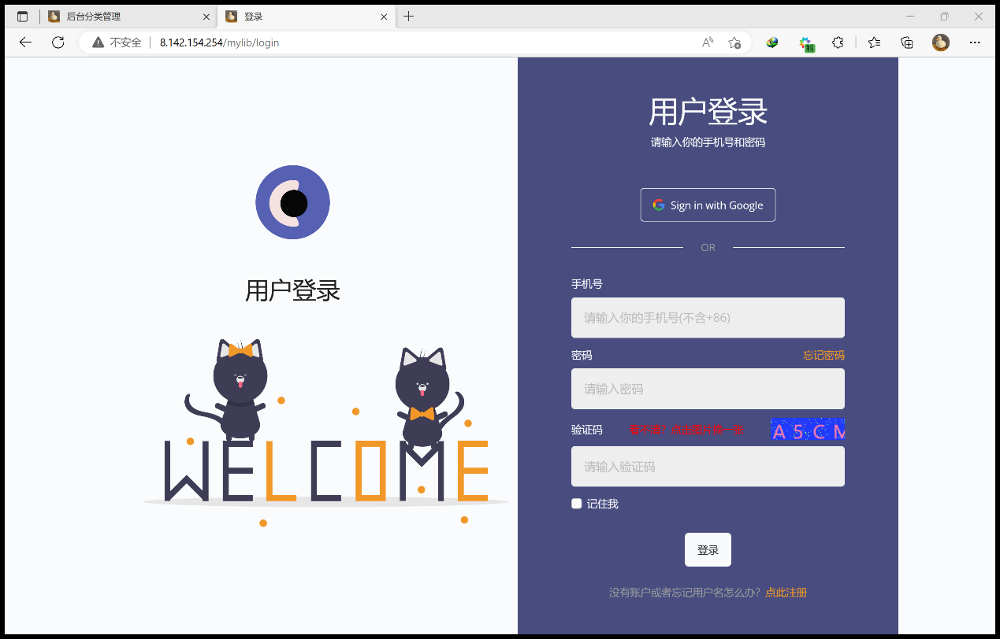 后台分类管理
登录
不安全
8.142.154.254/mylib/login
科
用户登录
WELCOME
用户登录
请输入你的手机号和密码
Sign in with Google
OR
手机号
请输入你的手机号(不含+86)
密码 忘记密码
请输入密码
验证码 看不清？点击图片换一张 A5CM
请输入验证码
记住我
登录
没有账户或者忘记用户名怎么办？点此注册